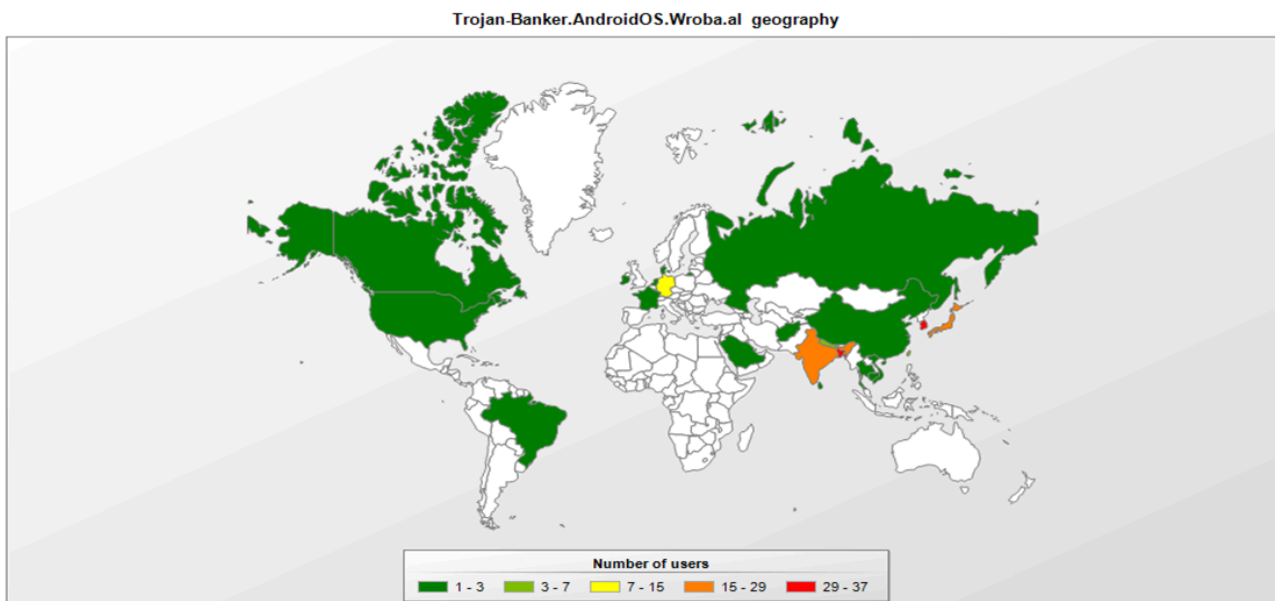 Trojan-Banker.AndroidOS.Wroba.al geography
Number of users
1 - 3 3 - 7 7 - 15 15 - 29 29 - 37